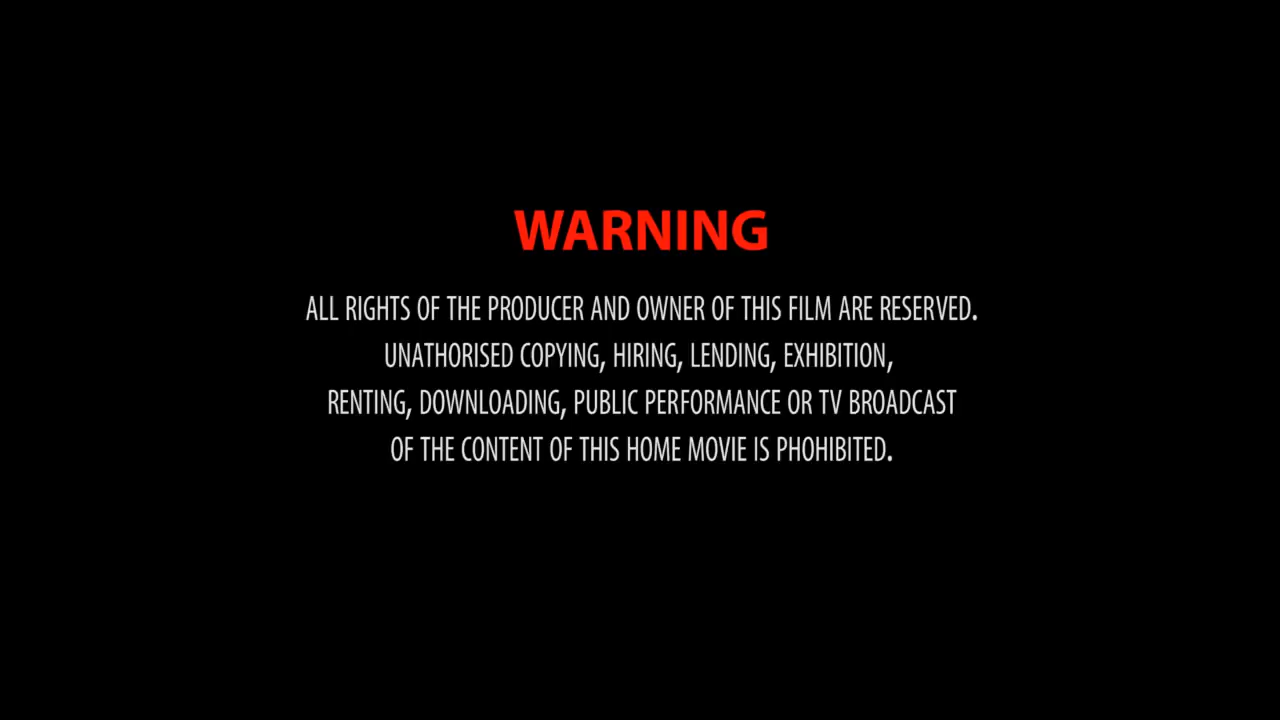 WARNING
ALL RIGHTS OF THE PRODUCER AND OWNER OF THIS FILM ARE RESERVED.
UNATHORISED COPYING, HIRING, LENDING, EXHIBITION,
RENTING, DOWNLOADING, PUBLIC PERFORMANCE OR TV BROADCAST
OF THE CONTENT OF THIS HOME MOVIE IS PHOHIBITED.